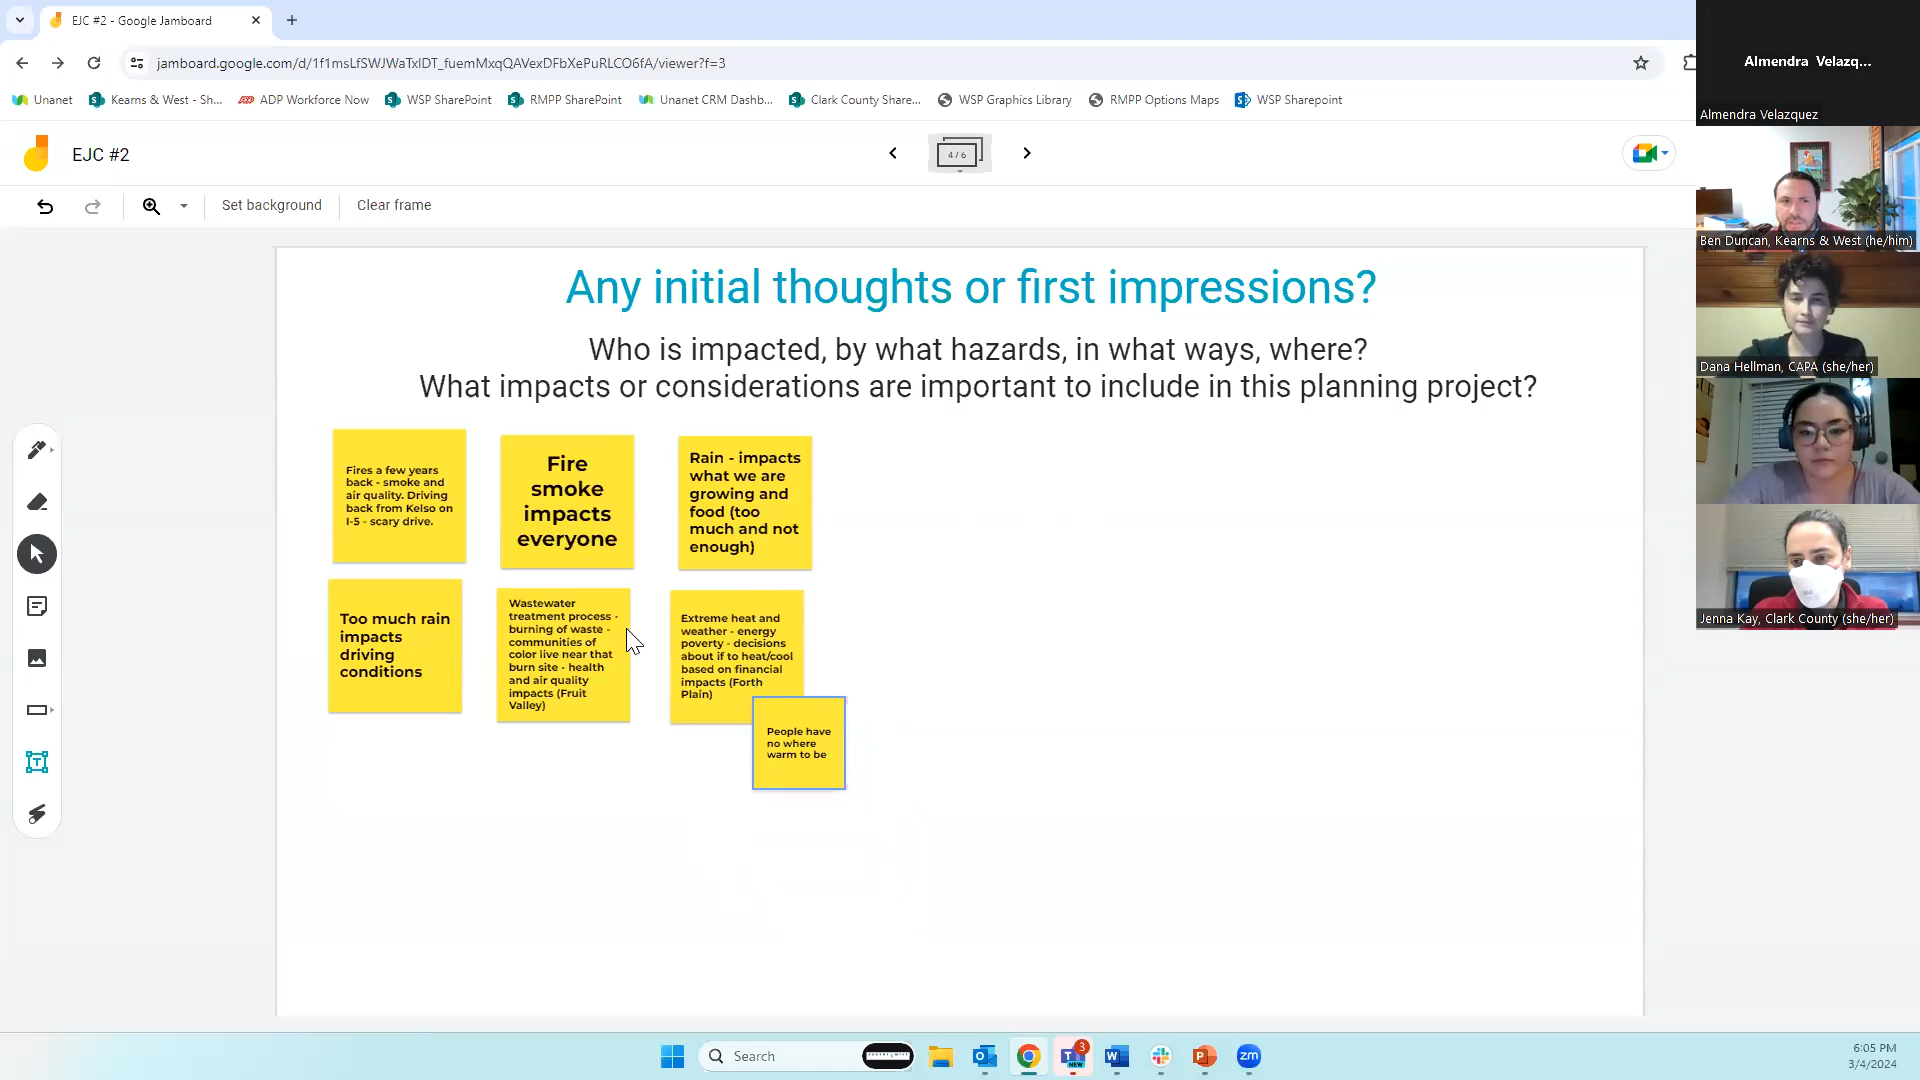 EJC #2 - Google Jamboard
jamboard.google.com/d/1f1msLfSWJWaTxlDT_fuemMxqQAVexDFbXePuRLCO6fA/viewer?f=3
Unanet
Kearns & West - Sh...
ADP Workforce Now
WSP SharePoint
RMPP SharePoint
Unanet CRM Dashb...
Clark County Share...
WSP Graphics Library
RMPP Options Maps
WSP Sharepoint
EJC #2
4 / 6
Set background
Clear frame
Any initial thoughts or first impressions?
Who is impacted, by what hazards, in what ways, where?
What impacts or considerations are important to include in this planning project?
Fires a few years
back - smoke and
air quality. Driving
back from Kelso on
I-5 - scary drive.
Fire
smoke
impacts
everyone
Rain - impacts
what we are
growing and
food (too
much and not
enough)
Too much rain
impacts
driving
conditions
Wastewater
treatment process -
burning of waste -
communities of
color live near that
burn site - health
and air quality
impacts (Fruit
Valley)
Extreme heat and
weather - energy
poverty - decisions
about if to heat/cool
based on financial
impacts (Forth
Plain)
People have
no where
warm to be
Almendra Velazq...
Almendra Velazquez
Ben Duncan, Kearns & West (he/him)
Dana Hellman, CAPA (she/her)
Jenna Kay, Clark County (she/her)
Search
3
NEW
zm
6:05 PM
3/4/2024